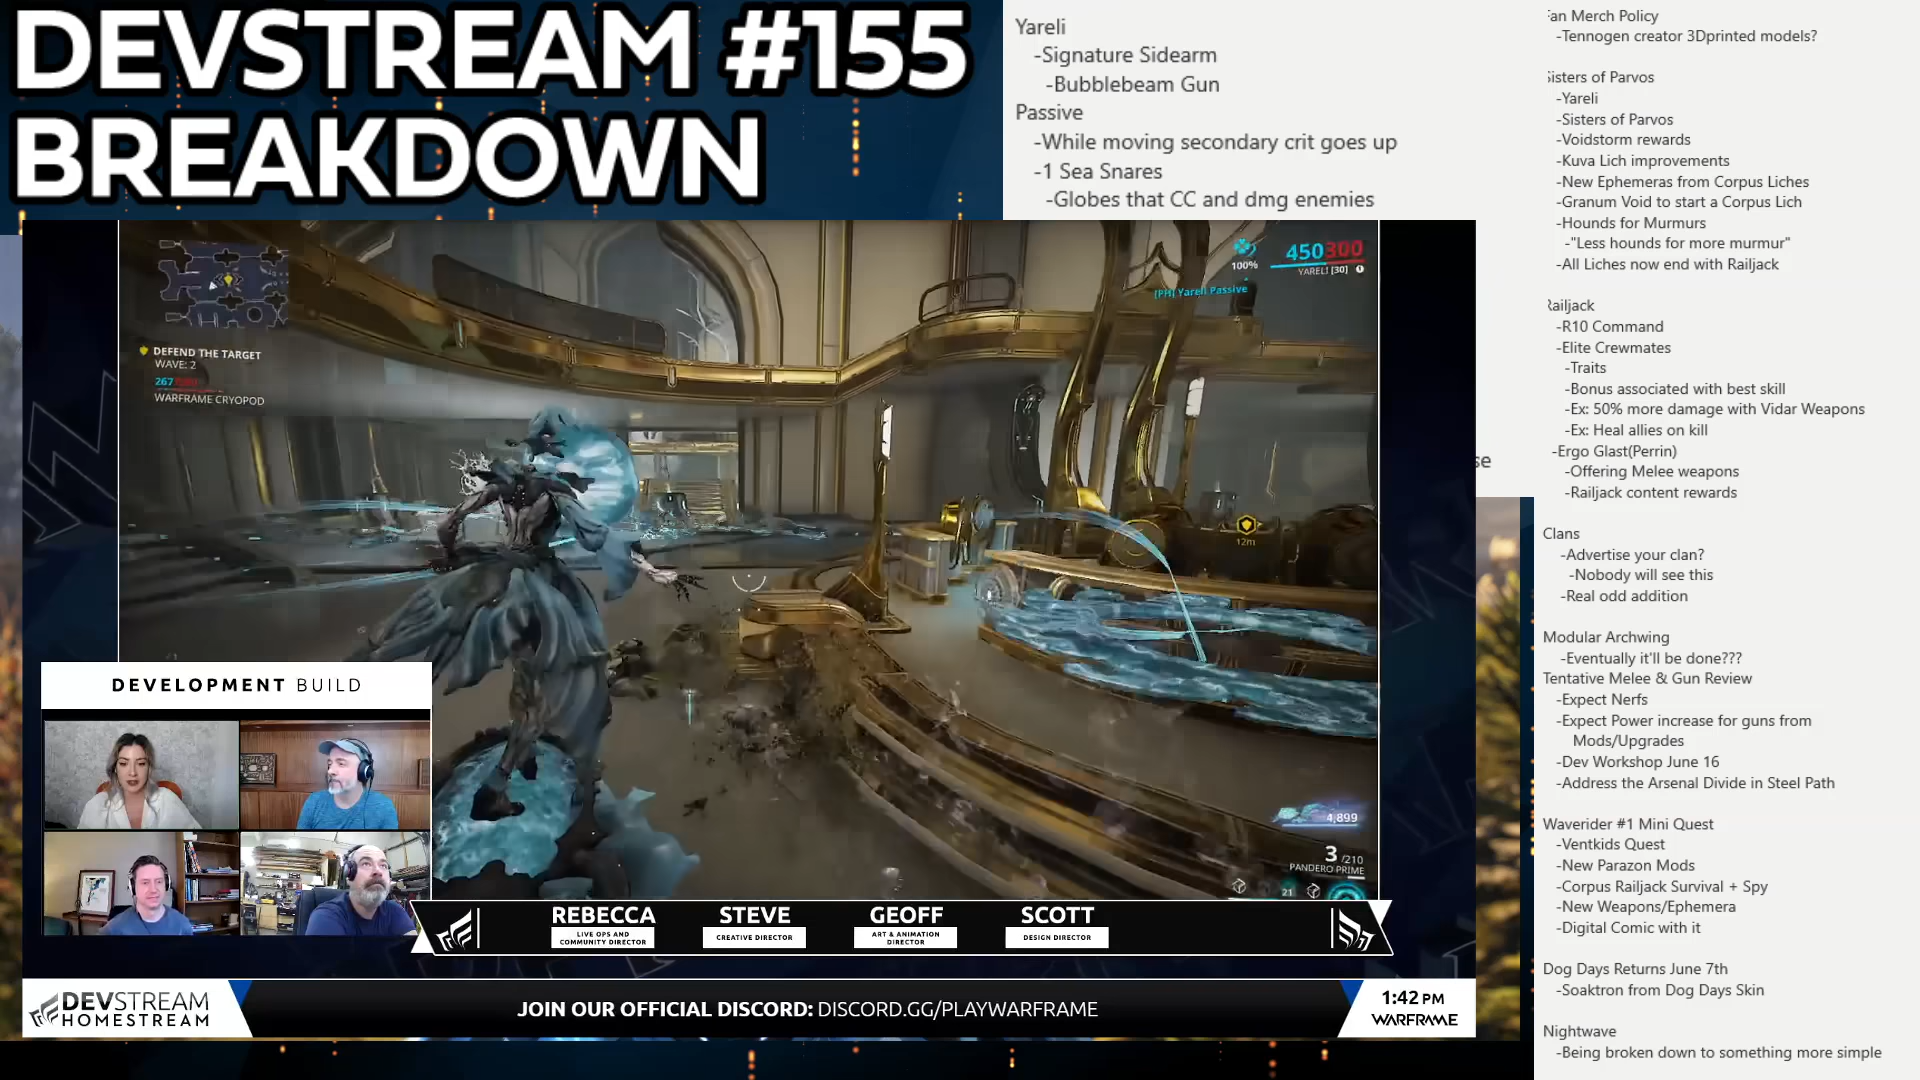 DEVSTREAM #155
BREAKDOWN
Yareli
-Signature Sidearm
-Bubblebeam Gun
Passive
-While moving secondary crit goes up
-1 Sea Snares
-Globes that CC and dmg enemies
se
100%
450 300
YARELI [30]
[PH] Yareli Passive
DEFEND THE TARGET
WAVE: 2
267
WARFRAME CRYOPOD
12m
4,899
3 /210
PANDERO PRIME
21
DEVELOPMENT BUILD
REBECCA
LIVE OPS AND
COMMUNITY DIRECTOR
STEVE
CREATIVE DIRECTOR
GEOFF
ART & ANIMATION
DIRECTOR
SCOTT
DESIGN DIRECTOR
DEVSTREAM
HOMESTREAM
JOIN OUR OFFICIAL DISCORD: DISCORD.GG/PLAYWARFRAME
1:42 PM
WARFRAME
Fan Merch Policy
-Tennogen creator 3Dprinted models?
Sisters of Parvos
-Yareli
-Sisters of Parvos
-Voidstorm rewards
-Kuva Lich improvements
-New Ephemeras from Corpus Liches
-Granum Void to start a Corpus Lich
-Hounds for Murmurs
-"Less hounds for more murmur"
-All Liches now end with Railjack
Railjack
-R10 Command
-Elite Crewmates
-Traits
-Bonus associated with best skill
-Ex: 50% more damage with Vidar Weapons
-Ex: Heal allies on kill
-Ergo Glast(Perrin)
-Offering Melee weapons
-Railjack content rewards
Clans
-Advertise your clan?
-Nobody will see this
-Real odd addition
Modular Archwing
-Eventually it'll be done???
Tentative Melee & Gun Review
-Expect Nerfs
-Expect Power increase for guns from
Mods/Upgrades
-Dev Workshop June 16
-Address the Arsenal Divide in Steel Path
Waverider #1 Mini Quest
-Ventkids Quest
-New Parazon Mods
-Corpus Railjack Survival + Spy
-New Weapons/Ephemera
-Digital Comic with it
Dog Days Returns June 7th
-Soaktron from Dog Days Skin
Nightwave
-Being broken down to something more simple